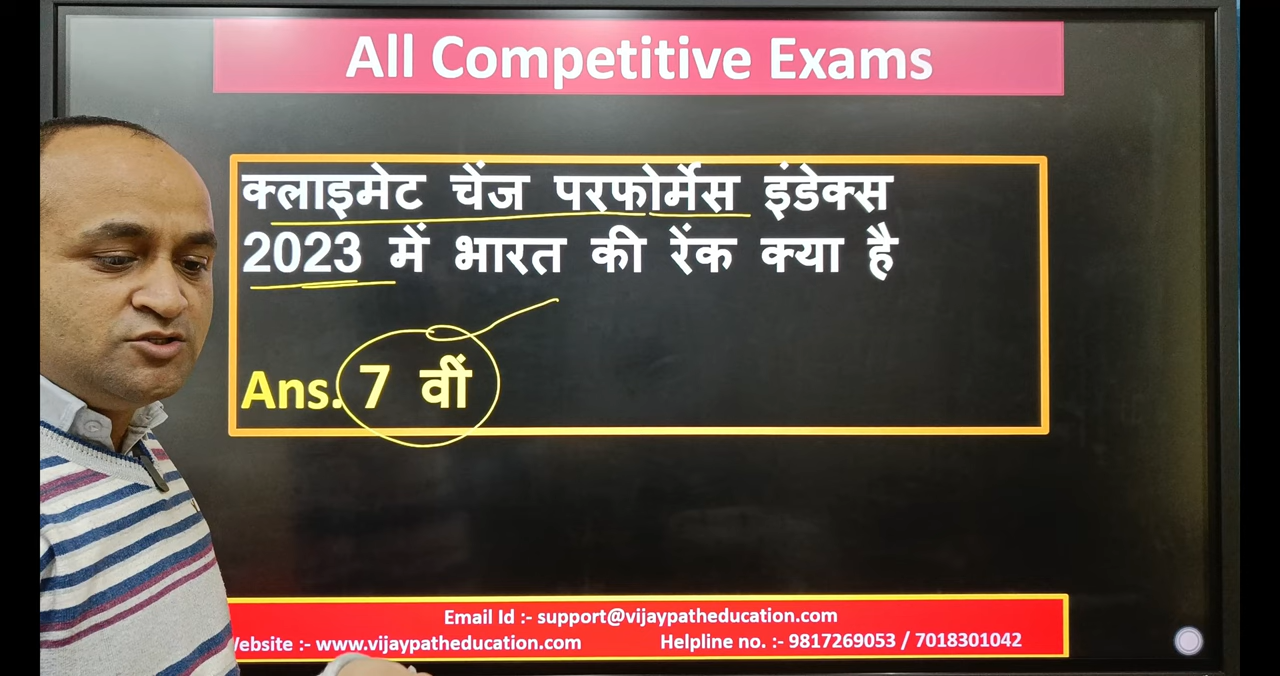 All Competitive Exams
क्लाइमेट चेंज परफोर्मेस इंडेक्स
2023 में भारत की रेंक क्या है
Ans. 7 वीं
Email Id :- support@vijaypatheducation.com
ebsite :- www.vijaypatheducation.com Helpline no. :- 9817269053 / 7018301042